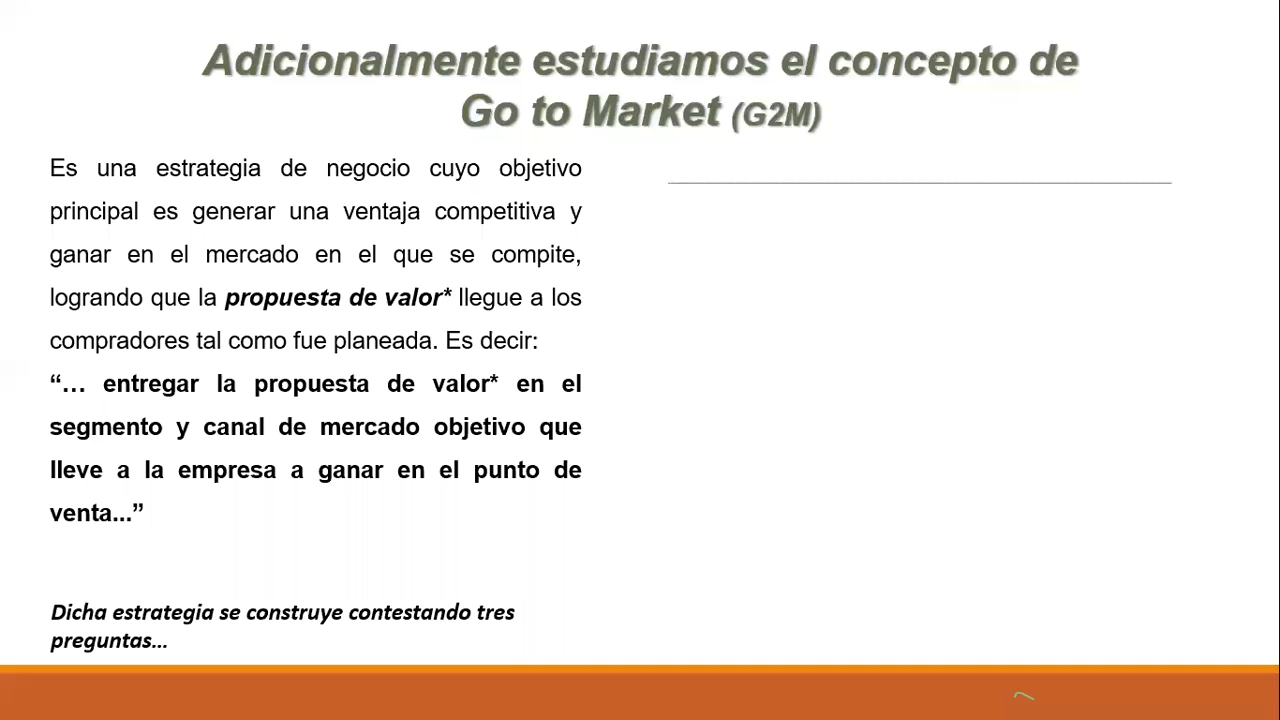 Adicionalmente estudiamos el concepto de
Go to Market (G2M)
Es una estrategia de negocio cuyo objetivo
principal es generar una ventaja competitiva y
ganar en el mercado en el que se compite,
logrando que la propuesta de valor* llegue a los
compradores tal como fue planeada. Es decir:
“… entregar la propuesta de valor* en el
segmento y canal de mercado objetivo que
lleve a la empresa a ganar en el punto de
venta...”
Dicha estrategia se construye contestando tres
preguntas…